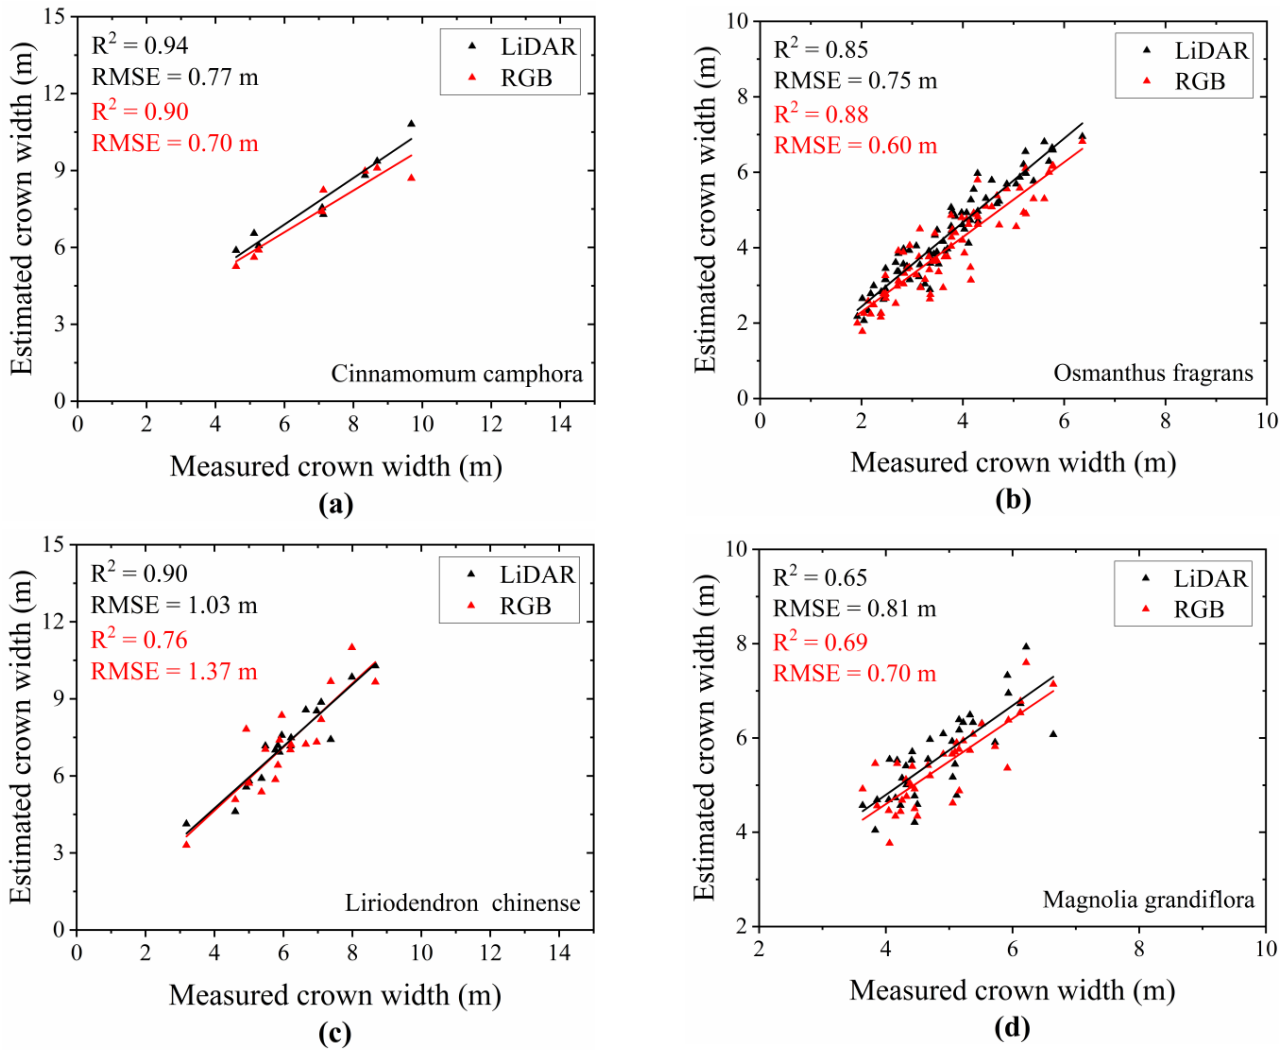 R² = 0.94
RMSE = 0.77 m
R² = 0.90
RMSE = 0.70 m
LiDAR
RGB
Cinnamomum camphora
Estimated crown width (m)
15
12
9
6
3
0
0 2 4 6 8 10 12 14
Measured crown width (m)
(a)
R² = 0.85
RMSE = 0.75 m
R² = 0.88
RMSE = 0.60 m
LiDAR
RGB
Osmanthus fragrans
Estimated crown width (m)
10
8
6
4
2
0
0 2 4 6 8 10
Measured crown width (m)
(b)
R² = 0.90
RMSE = 1.03 m
R² = 0.76
RMSE = 1.37 m
LiDAR
RGB
Liriodendron chinense
Estimated crown width (m)
15
12
9
6
3
0
0 2 4 6 8 10 12 14
Measured crown width (m)
(c)
R² = 0.65
RMSE = 0.81 m
R² = 0.69
RMSE = 0.70 m
LiDAR
RGB
Magnolia grandiflora
Estimated crown width (m)
10
8
6
4
2
2 4 6 8 10
Measured crown width (m)
(d)